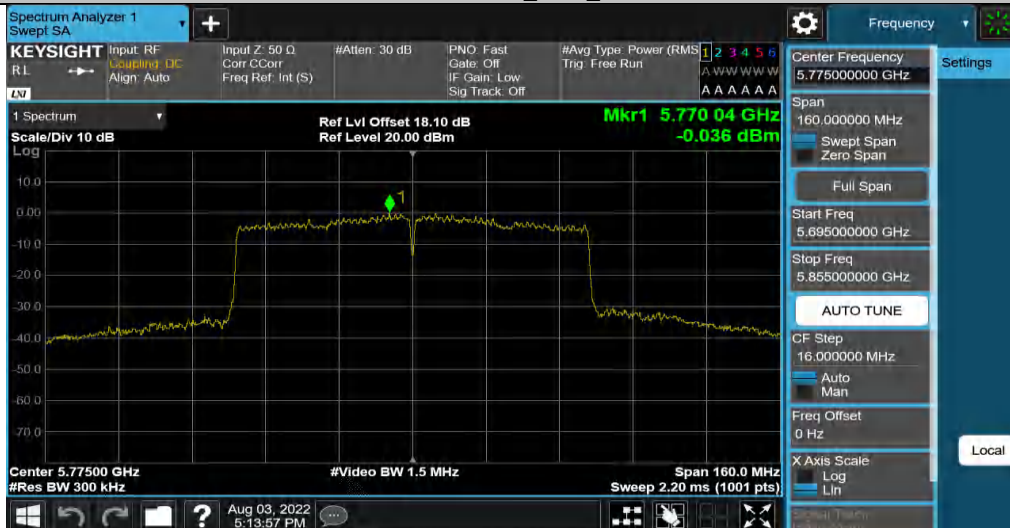 Spectrum Analyzer 1
Swept SA
Frequency
KEYSIGHT
RL
LXI
Input: RF
Coupling: DC
Align: Auto
Input Z: 50 Ω
Corr CCorr
Freq Ref: Int (S)
#Atten: 30 dB
PNO: Fast
Gate: Off
IF Gain: Low
Sig Track: Off
#Avg Type: Power (RMS
Trig: Free Run
1 2 3 4 5 6
A W W W W W
A A A A A A
1 Spectrum
Scale/Div 10 dB
Ref Lvl Offset 18.10 dB
Ref Level 20.00 dBm
Mkr1 5.770 04 GHz
-0.036 dBm
Log
10.0
0.00
-10.0
-20.0
-30.0
-40.0
-60.0
-70.0
1
Center 5.77500 GHz
#Res BW 300 kHz
#Video BW 1.5 MHz
Span 160.0 MHz
Sweep 2.20 ms (1001 pts)
Center Frequency
5.775000000 GHz
Settings
Span
160.000000 MHz
Swept Span
Zero Span
Full Span
Start Freq
5.695000000 GHz
Stop Freq
5.855000000 GHz
AUTO TUNE
CF Step
16.000000 MHz
Auto
Man
Freq Offset
0 Hz
X Axis Scale
Log
Lin
Local
Signal Track
?
Aug 03, 2022
5:13:57 PM